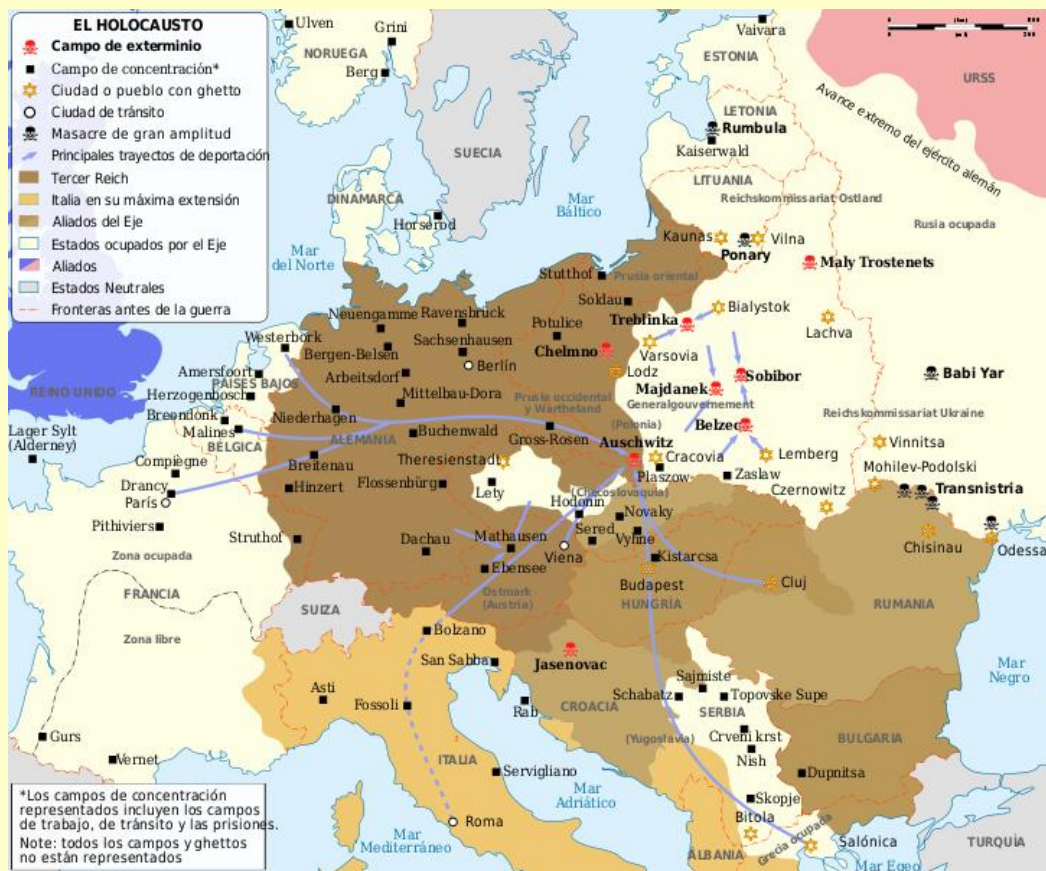 EL HOLOCAUSTO
Campo de exterminio
Campo de concentración*
Ciudad o pueblo con ghetto
Ciudad de tránsito
Masacre de gran amplitud
Principales trayectos de deportación
Tercer Reich
Italia en su máxima extensión
Aliados del Eje
Estados ocupados por el Eje
Aliados
Estados Neutrales
Fronteras antes de la guerra
Ulven
Grini
NORUEGA
Berg
SUECIA
DINAMARCA
Horserød
Mar
del Norte
Mar
Báltico
Vaivara
ESTONIA
(km)
(mi)
URSS
Avance extremo del ejército alemán
LETONIA
Rumbula
Kaiserwald
LITUANIA
Reichskommissariat Ostland
Rusia ocupada
Kaunas
Vilna
Ponary
Maly Trostenets
Stutthof
Prusia oriental
Soldau
Bialystok
Treblinka
Lachva
Neuengamme
Ravensbrück
Potulice
Westerbork
Bergen-Belsen
Sachsenhausen
Chelmno
Varsovia
Berlín
Lodz
Sobibor
Babi Yar
Amersfoort
PAÍSES BAJOS
Arbeitsdorf
Majdanek
REINO UNIDO
Herzogenbosch
Mittelbau-Dora
Prusia occidental
y Wartheland
Generalgouvernement
(Polonia)
Breendonk
Niederhagen
Belzec
Reichskommissariat Ukraine
Malines
ALEMANIA
Buchenwald
Gross-Rosen
Auschwitz
Lager Sylt
(Alderney)
BÉLGICA
Breitenau
Theresienstadt
Cracovia
Lemberg
Vinnitsa
Compiègne
Plaszow
Zaslaw
Mohilev-Podolski
Drancy
Hinzert
Flossenbürg
Lety
(Checoslovaquia)
Czernowitz
Transnistria
París
Hodonin
Novaky
Pithiviers
Struthof
Dachau
Mathausen
Sered
Vyhne
Chisinau
Odessa
Zona ocupada
Viena
Kistarcsa
Ebensee
Budapest
Cluj
FRANCIA
SUIZA
Ostmark
(Austria)
HUNGRÍA
RUMANIA
Zona libre
Bolzano
San Sabba
Jasenovac
Mar
Negro
Asti
Fossoli
Rab
CROACIA
Schabatz
Sajmiste
Topovske Supe
SERBIA
Gurs
(Yugoslavia)
Crveni krst
Nish
BULGARIA
Vernet
ITALIA
Servigliano
Dupnitsa
Mar
Adriático
Skopje
*Los campos de concentración
representados incluyen los campos
de trabajo, de tránsito y las prisiones.
Note: todos los campos y ghettos
no están representados
Roma
Bitola
Mar
Mediterráneo
ALBANIA
Grecia ocupada
Salónica
TURQUÍA
Mar Egeo